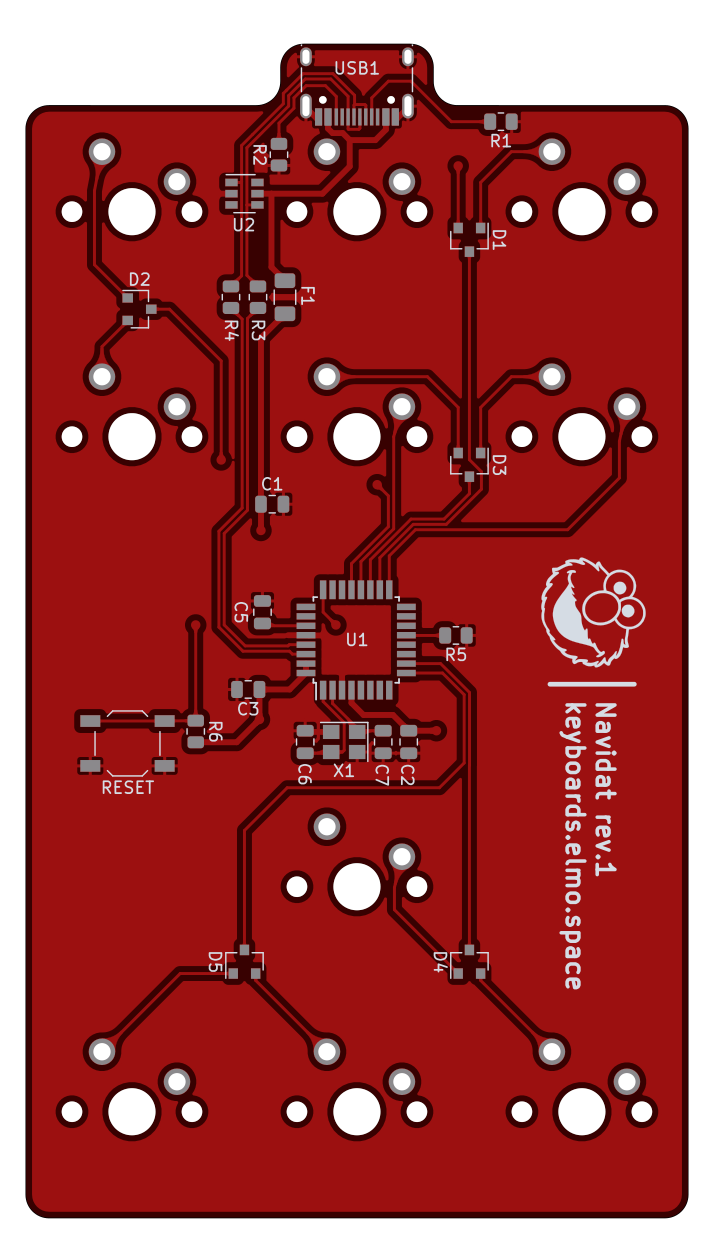 USB1
R1
R2
U2
D1
D2
F1
R4
R3
D3
C1
C5
U1
R5
C3
R6
C6
X1
C7
C2
RESET
Navidat rev.1
keyboards.elmo.space
D5
D4